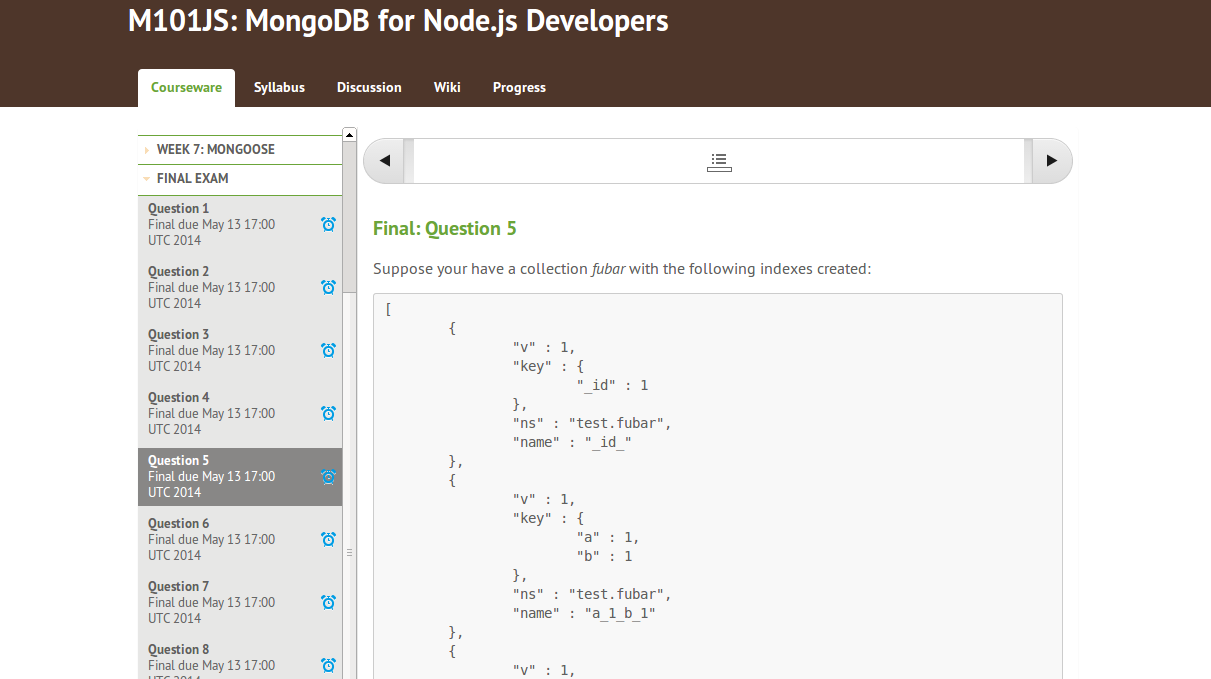 M101JS: MongoDB for Node.js Developers
Courseware Syllabus Discussion Wiki Progress
WEEK 7: MONGOOSE
FINAL EXAM
Question 1
Final due May 13 17:00
UTC 2014
Question 2
Final due May 13 17:00
UTC 2014
Question 3
Final due May 13 17:00
UTC 2014
Question 4
Final due May 13 17:00
UTC 2014
Question 5
Final due May 13 17:00
UTC 2014
Question 6
Final due May 13 17:00
UTC 2014
Question 7
Final due May 13 17:00
UTC 2014
Question 8
Final due May 13 17:00
UTC 2014
Final: Question 5
Suppose your have a collection fubar with the following indexes created:
[
{
"v" : 1,
"key" : {
"_id" : 1
},
"ns" : "test.fubar",
"name" : "_id_"
},
{
"v" : 1,
"key" : {
"a" : 1,
"b" : 1
},
"ns" : "test.fubar",
"name" : "a_1_b_1"
},
{
"v" : 1,